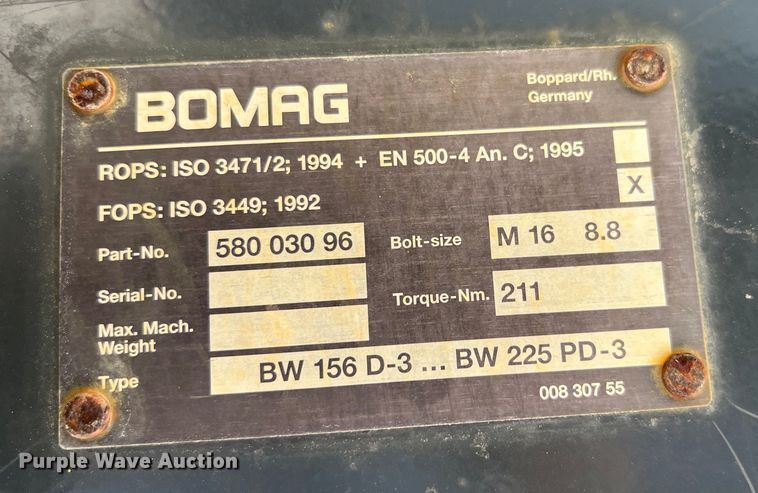 BOMAG
Boppard/Rh.
Germany
ROPS: ISO 3471/2; 1994 + EN 500-4 An. C; 1995
FOPS: ISO 3449; 1992
X
Part-No. 580 030 96 Bolt-size M 16 8.8
Serial-No. Torque-Nm. 211
Max. Mach.
Weight
Type BW 156 D-3 ... BW 225 PD-3
008 307 55
Purple Wave Auction